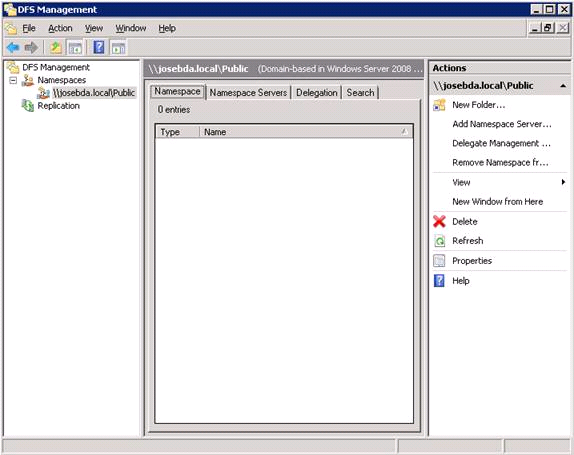 DFS Management
File Action View Window Help
DFS Management
Namespaces
\\josebda.local\Public
Replication
\\josebda.local\Public (Domain-based in Windows Server 2008 ...
Namespace Namespace Servers Delegation Search
0 entries
Type Name
Actions
\\josebda.local\Public
New Folder...
Add Namespace Server...
Delegate Management ...
Remove Namespace fr...
View
New Window from Here
Delete
Refresh
Properties
Help